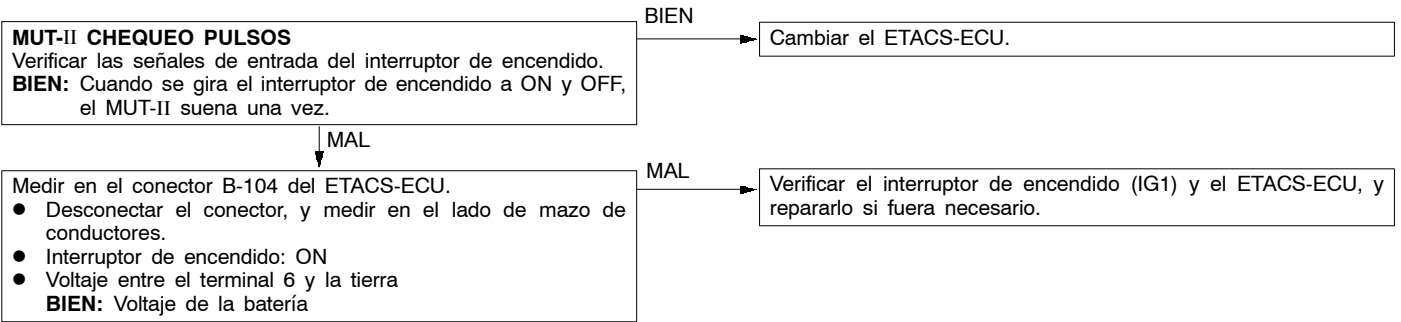 MUT-II CHEQUEO PULSOS
Verificar las señales de entrada del interruptor de encendido.
BIEN: Cuando se gira el interruptor de encendido a ON y OFF,
el MUT-II suena una vez.
BIEN
Cambiar el ETACS-ECU.
MAL
Medir en el conector B-104 del ETACS-ECU.
● Desconectar el conector, y medir en el lado de mazo de
conductores.
● Interruptor de encendido: ON
● Voltaje entre el terminal 6 y la tierra
BIEN: Voltaje de la batería
MAL
Verificar el interruptor de encendido (IG1) y el ETACS-ECU, y
repararlo si fuera necesario.